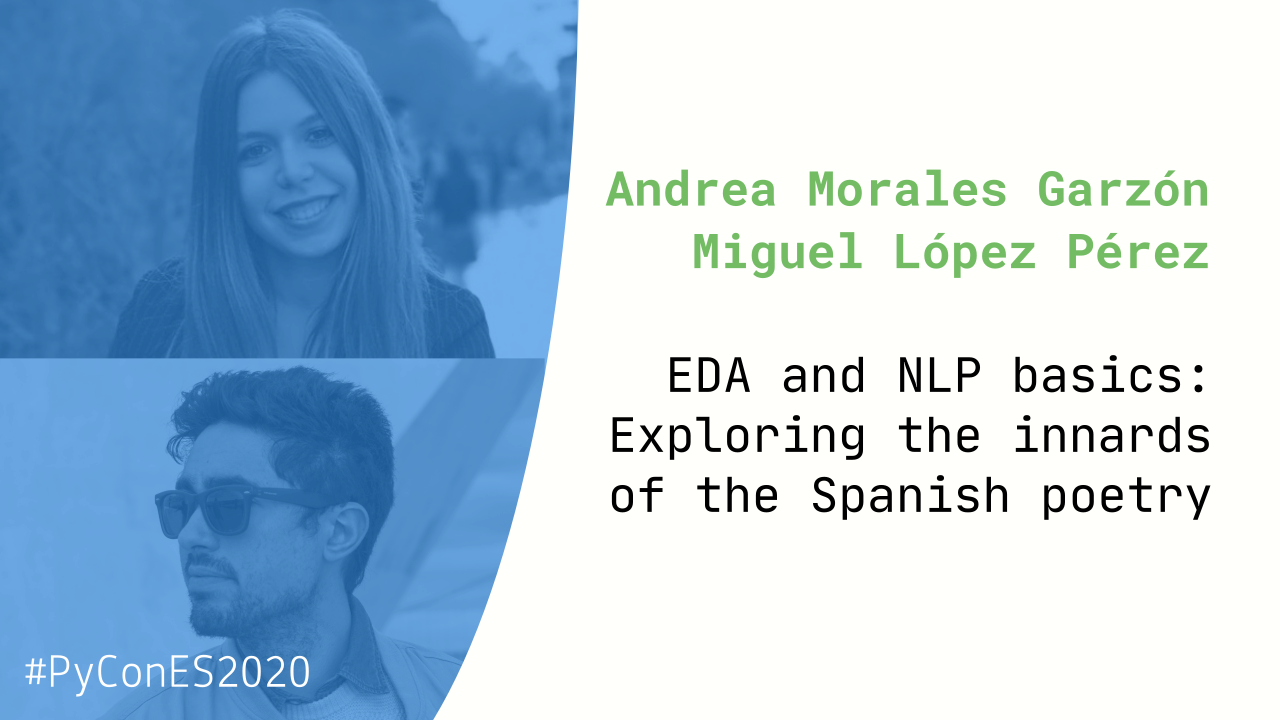 Andrea Morales Garzón
Miguel López Pérez
EDA and NLP basics:
Exploring the innards
of the Spanish poetry
#PyConES2020